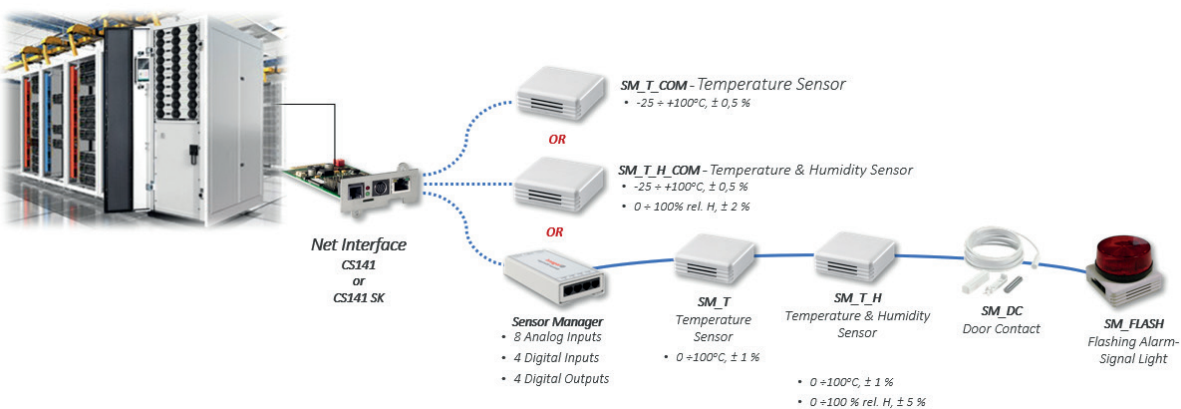 SM_T_COM - Temperature Sensor
• -25 ÷ +100°C, ± 0,5 %
OR
SM_T_H_COM - Temperature & Humidity Sensor
• -25 ÷ +100°C, ± 0,5 %
• 0 ÷ 100% rel. H, ± 2 %
OR
Net Interface
CS141
or
CS141 SK
Sensor Manager
• 8 Analog Inputs
• 4 Digital Inputs
• 4 Digital Outputs
SM_T
Temperature
Sensor
• 0 ÷100°C, ± 1 %
SM_T_H
Temperature & Humidity
Sensor
• 0 ÷100°C, ± 1 %
• 0 ÷100 % rel. H, ± 5 %
SM_DC
Door Contact
SM_FLASH
Flashing Alarm-
Signal Light